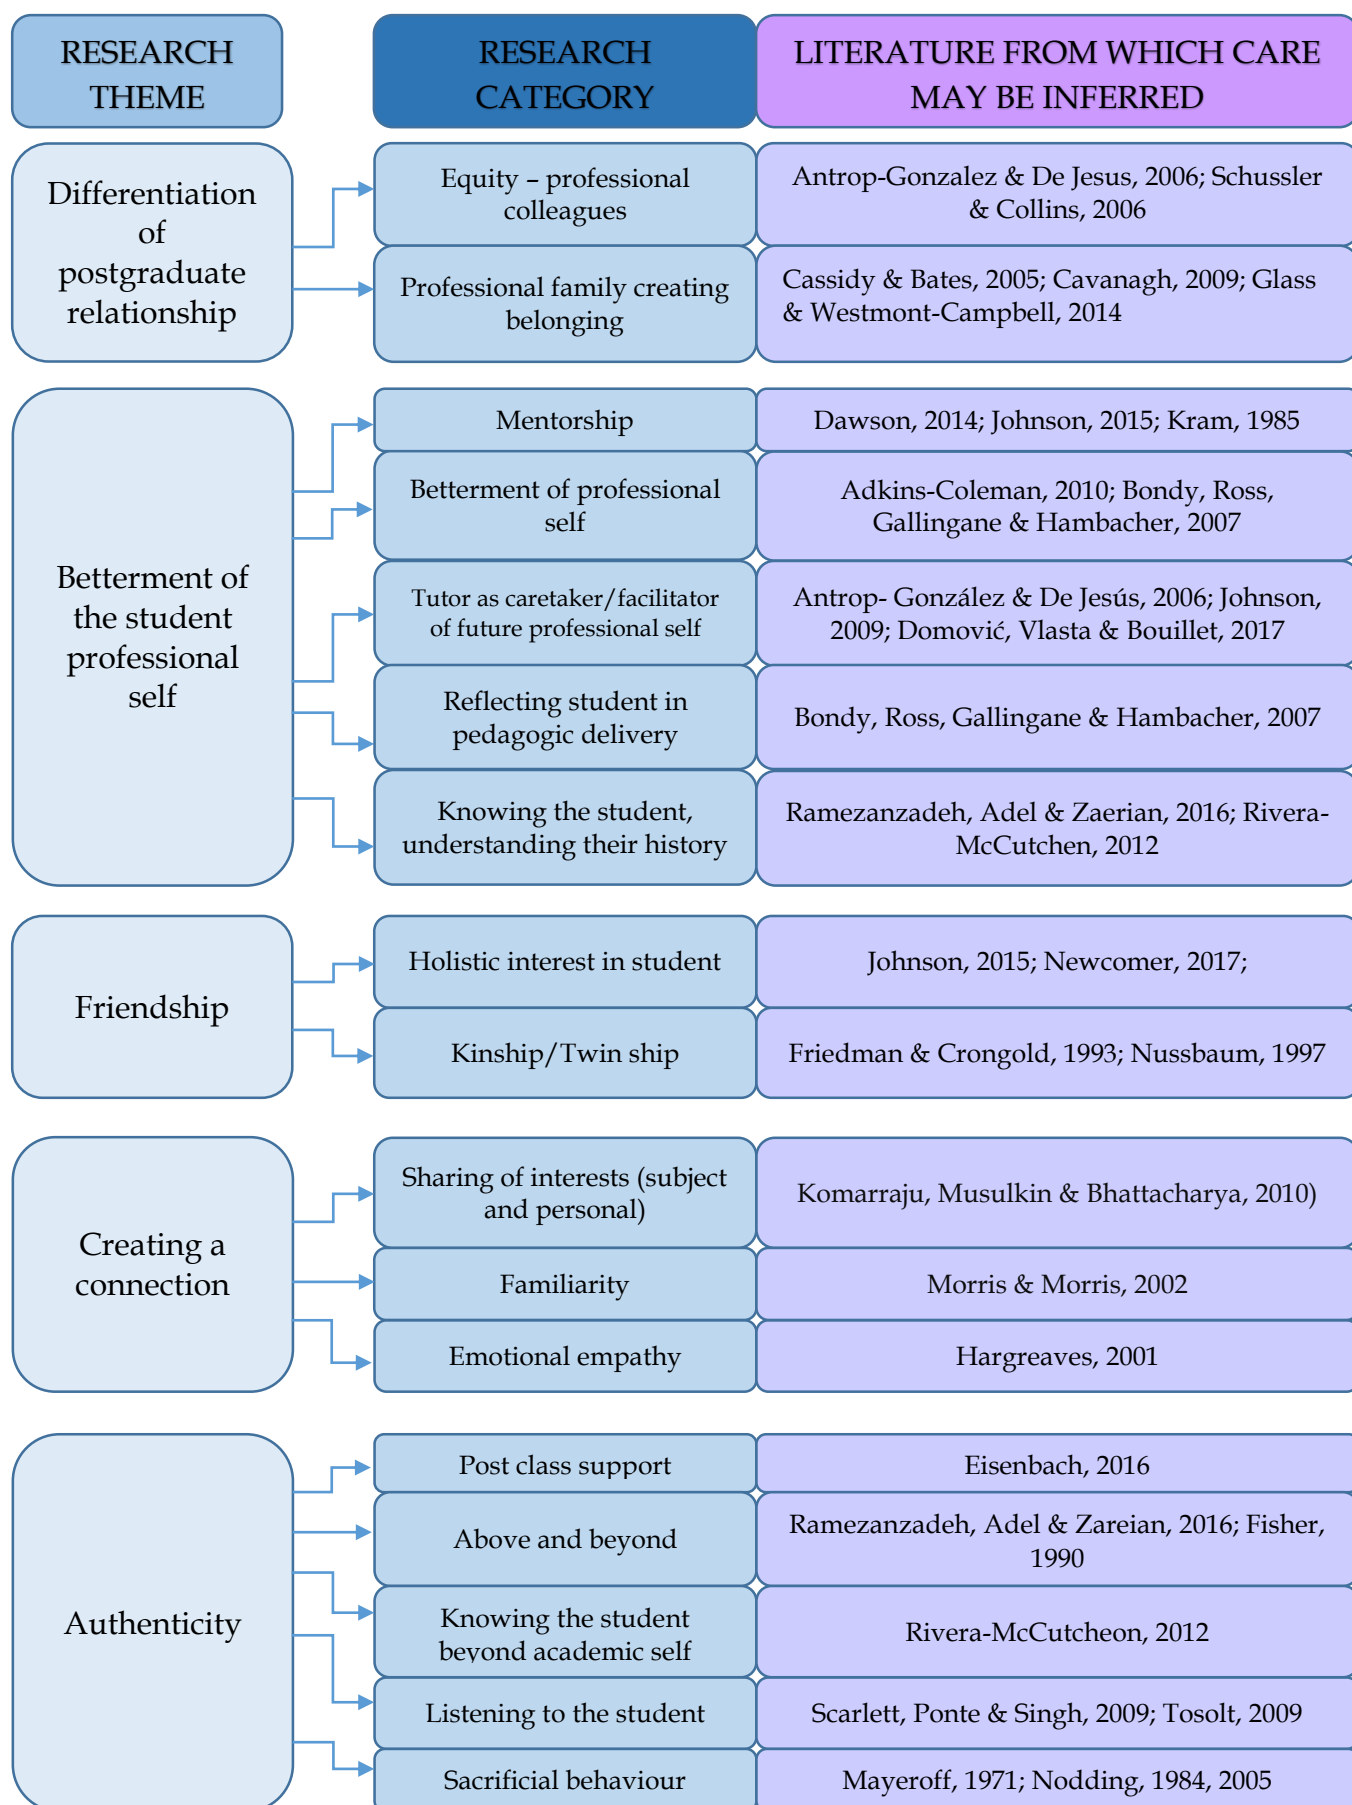 RESEARCH
THEME
RESEARCH
CATEGORY
LITERATURE FROM WHICH CARE
MAY BE INFERRED
Differentiation
of
postgraduate
relationship
Equity – professional
colleagues
Antrop-Gonzalez & De Jesus, 2006; Schussler
& Collins, 2006
Professional family creating
belonging
Cassidy & Bates, 2005; Cavanagh, 2009; Glass
& Westmont-Campbell, 2014
Betterment of
the student
professional
self
Mentorship
Dawson, 2014; Johnson, 2015; Kram, 1985
Betterment of professional
self
Adkins-Coleman, 2010; Bondy, Ross,
Gallingane & Hambacher, 2007
Tutor as caretaker/facilitator
of future professional self
Antrop- González & De Jesús, 2006; Johnson,
2009; Domović, Vlasta & Bouillet, 2017
Reflecting student in
pedagogic delivery
Bondy, Ross, Gallingane & Hambacher, 2007
Knowing the student,
understanding their history
Ramezanzadeh, Adel & Zaerian, 2016; Rivera-
McCutchen, 2012
Friendship
Holistic interest in student
Johnson, 2015; Newcomer, 2017;
Kinship/Twin ship
Friedman & Crongold, 1993; Nussbaum, 1997
Creating a
connection
Sharing of interests (subject
and personal)
Komarraju, Musulkin & Bhattacharya, 2010)
Familiarity
Morris & Morris, 2002
Emotional empathy
Hargreaves, 2001
Authenticity
Post class support
Eisenbach, 2016
Above and beyond
Ramezanzadeh, Adel & Zareian, 2016; Fisher,
1990
Knowing the student
beyond academic self
Rivera-McCutcheon, 2012
Listening to the student
Scarlett, Ponte & Singh, 2009; Tosolt, 2009
Sacrificial behaviour
Mayeroff, 1971; Nodding, 1984, 2005